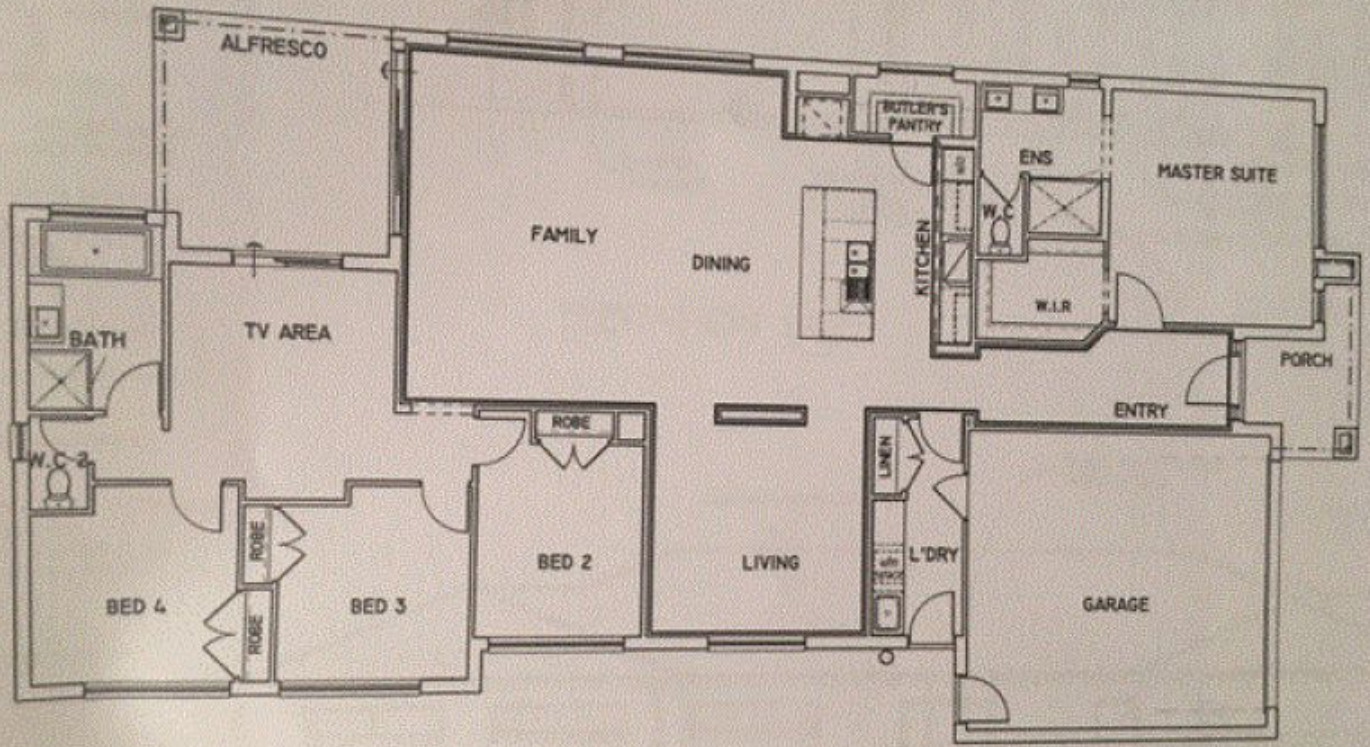 ALFRESCO
BUTLER'S
PANTRY
ENS
MASTER SUITE
W.C
FAMILY
DINING
KITCHEN
W.I.R
TV AREA
BATH
PORCH
ENTRY
ROBE
W.C-2
LINEN
ROBE
BED 2
LIVING
L'DRY
BED 4
BED 3
GARAGE
ROBE